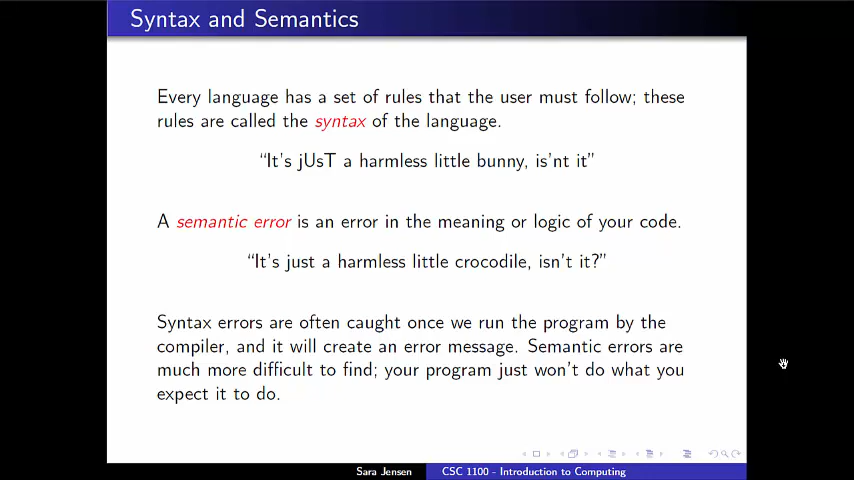 Syntax and Semantics
Every language has a set of rules that the user must follow; these
rules are called the syntax of the language.
“It's jUsT a harmless little bunny, is'nt it”
A semantic error is an error in the meaning or logic of your code.
“It's just a harmless little crocodile, isn't it?”
Syntax errors are often caught once we run the program by the
compiler, and it will create an error message. Semantic errors are
much more difficult to find; your program just won't do what you
expect it to do.
Sara Jensen CSC 1100 - Introduction to Computing